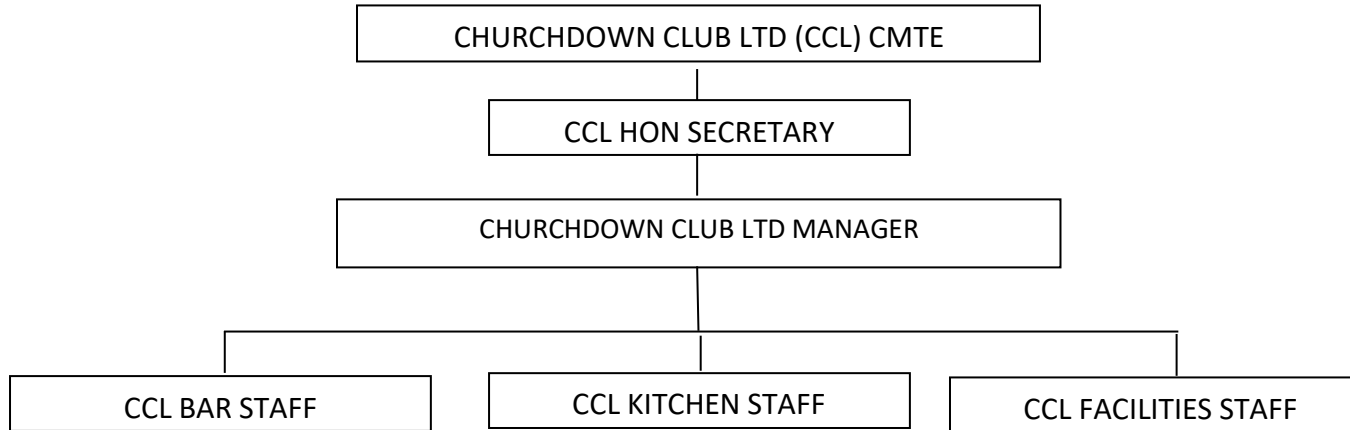 CHURCHDOWN CLUB LTD (CCL) CMTE
CCL HON SECRETARY
CHURCHDOWN CLUB LTD MANAGER
CCL BAR STAFF
CCL KITCHEN STAFF
CCL FACILITIES STAFF